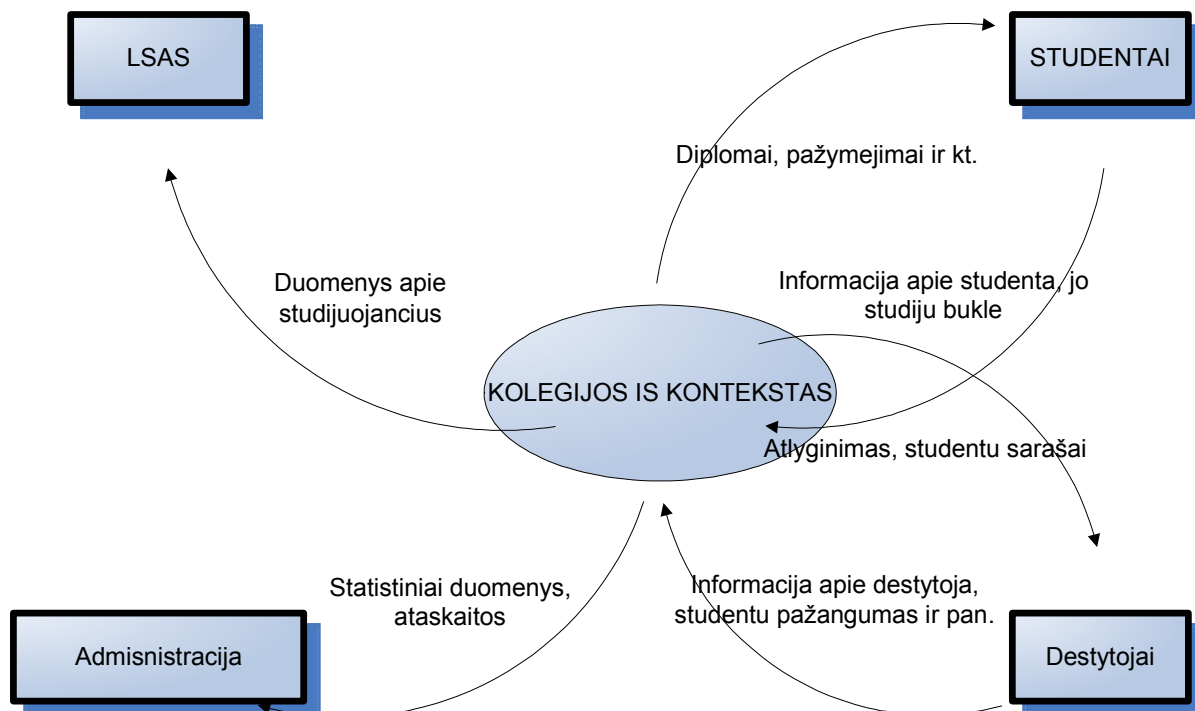 LSAS
STUDENTAI
Diplomai, pažymejimai ir kt.
Duomenys apie
studijuojancius
Informacija apie studenta, jo
studiju bukle
KOLEGIJOS IS KONTEKSTAS
Atlyginimas, studentu sarašai
Statistiniai duomenys,
ataskaitos
Informacija apie destytoja,
studentu pažangumas ir pan.
Admisnistracija
Destytojai